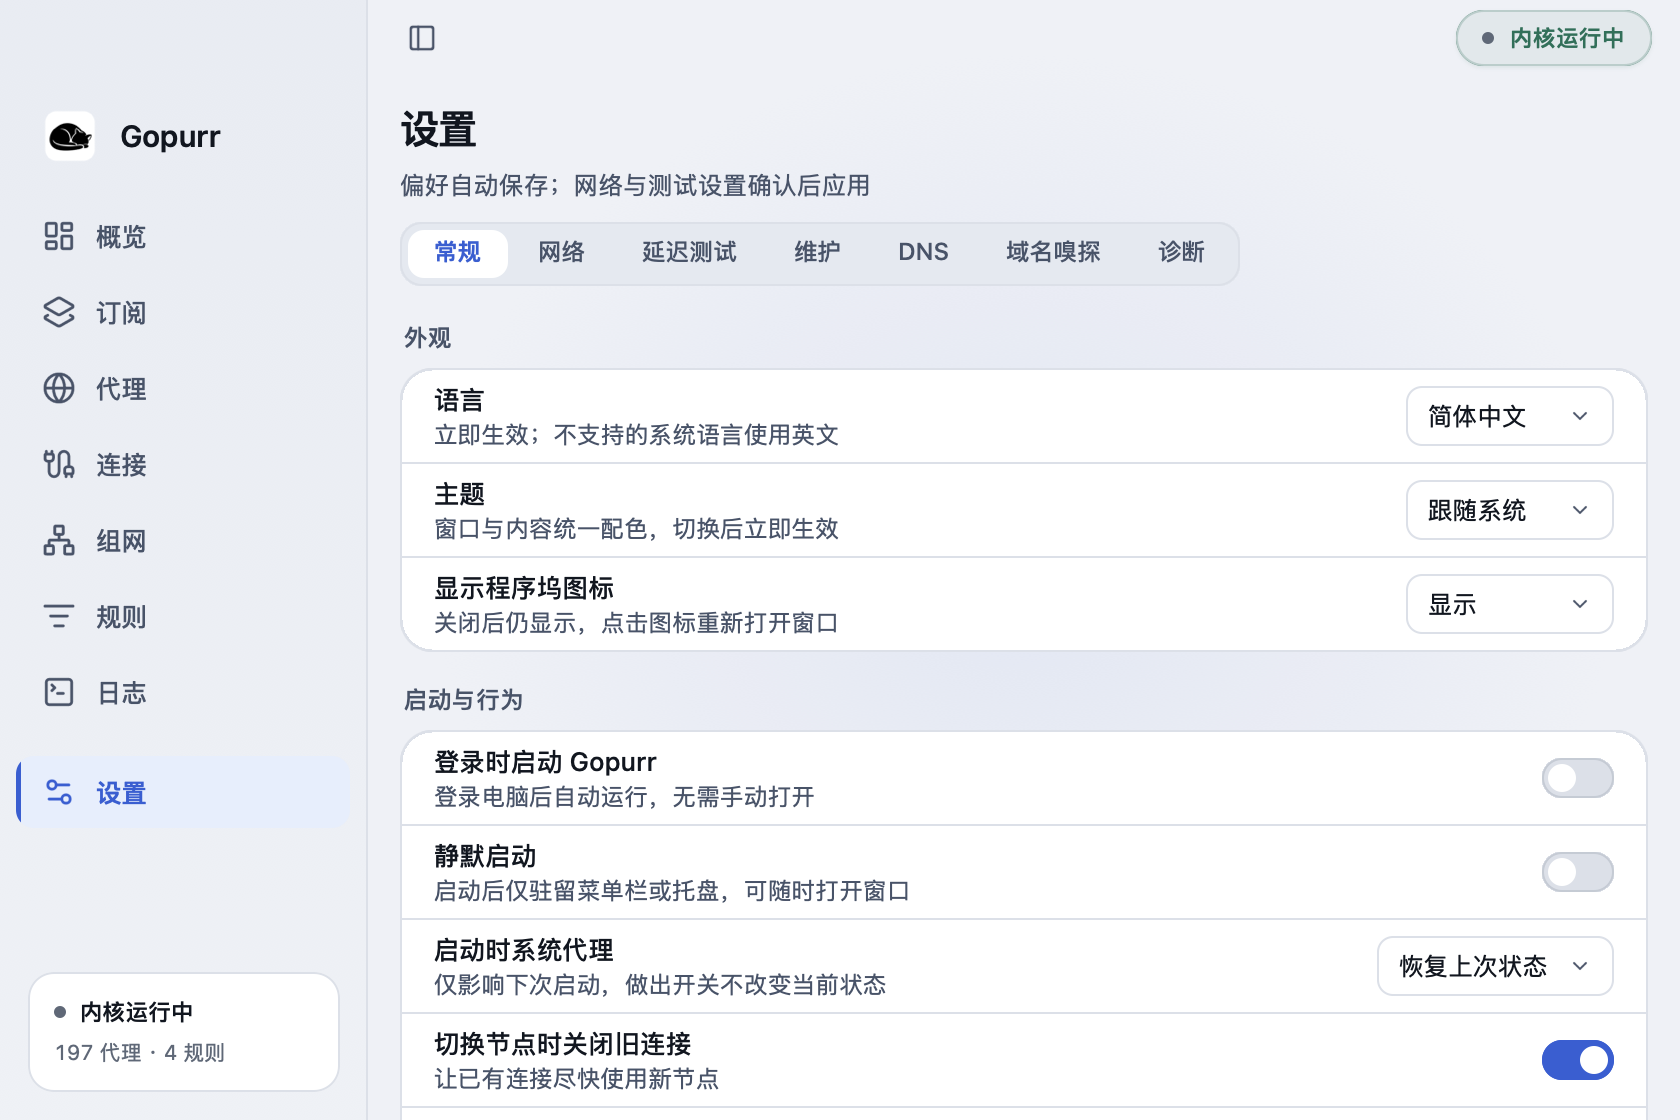 内核运行中
Gopurr
概览
订阅
代理
连接
组网
规则
日志
设置
内核运行中
197 代理 · 4 规则
设置
偏好自动保存；网络与测试设置确认后应用
常规
网络
延迟测试
维护
DNS
域名嗅探
诊断
外观
语言
立即生效；不支持的系统语言使用英文
简体中文
主题
窗口与内容统一配色，切换后立即生效
跟随系统
显示程序坞图标
关闭后仍显示，点击图标重新打开窗口
显示
启动与行为
登录时启动 Gopurr
登录电脑后自动运行，无需手动打开
静默启动
启动后仅驻留菜单栏或托盘，可随时打开窗口
启动时系统代理
仅影响下次启动，做出开关不改变当前状态
恢复上次状态
切换节点时关闭旧连接
让已有连接尽快使用新节点